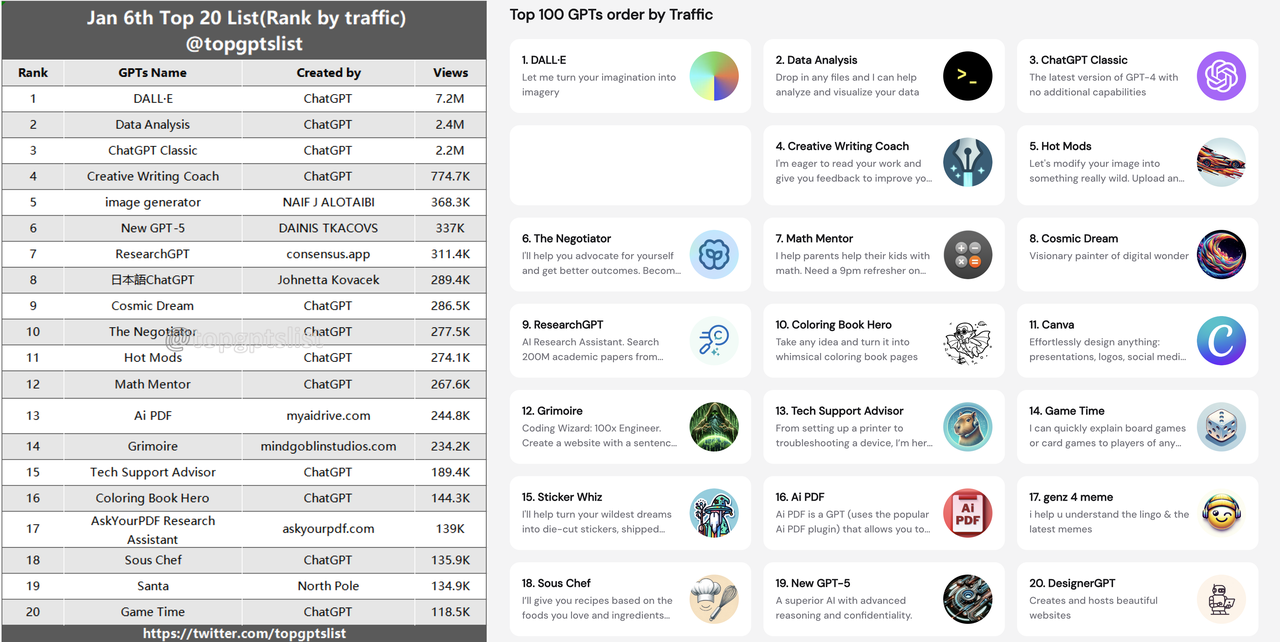 Jan 6th Top 20 List(Rank by traffic)
@topgptslist
Rank GPTs Name Created by Views
1 DALL·E ChatGPT 7.2M
2 Data Analysis ChatGPT 2.4M
3 ChatGPT Classic ChatGPT 2.2M
4 Creative Writing Coach ChatGPT 774.7K
5 image generator NAIF J ALOTAIBI 368.3K
6 New GPT-5 DAINIS TKACOVS 337K
7 ResearchGPT consensus.app 311.4K
8 日本語ChatGPT Johnetta Kovacek 289.4K
9 Cosmic Dream ChatGPT 286.5K
10 The Negotiator ChatGPT 277.5K
@topgptslist
11 Hot Mods ChatGPT 274.1K
12 Math Mentor ChatGPT 267.6K
13 Ai PDF myaidrive.com 244.8K
14 Grimoire mindgoblinstudios.com 234.2K
15 Tech Support Advisor ChatGPT 189.4K
16 Coloring Book Hero ChatGPT 144.3K
17 AskYourPDF Research Assistant askyourpdf.com 139K
18 Sous Chef ChatGPT 135.9K
19 Santa North Pole 134.9K
20 Game Time ChatGPT 118.5K
https://twitter.com/topgptslist
Top 100 GPTs order by Traffic
1. DALL·E
Let me turn your imagination into
imagery
2. Data Analysis
Drop in any files and I can help
analyze and visualize your data
>_
3. ChatGPT Classic
The latest version of GPT-4 with
no additional capabilities
4. Creative Writing Coach
I'm eager to read your work and
give you feedback to improve yo...
5. Hot Mods
Let's modify your image into
something really wild. Upload an...
6. The Negotiator
I'll help you advocate for yourself
and get better outcomes. Becom...
7. Math Mentor
I help parents help their kids with
math. Need a 9pm refresher on...
8. Cosmic Dream
Visionary painter of digital wonder
9. ResearchGPT
AI Research Assistant. Search
200M academic papers from...
C
10. Coloring Book Hero
Take any idea and turn it into
whimsical coloring book pages
11. Canva
Effortlessly design anything:
presentations, logos, social medi...
C
12. Grimoire
Coding Wizard: 100x Engineer.
Create a website with a sentenc...
13. Tech Support Advisor
From setting up a printer to
troubleshooting a device, I'm her...
14. Game Time
I can quickly explain board games
or card games to players of any...
15. Sticker Whiz
I'll help turn your wildest dreams
into die-cut stickers, shipped...
16. Ai PDF
Ai PDF is a GPT (uses the popular
Ai PDF plugin) that allows you to...
Ai
PDF
17. genz 4 meme
i help u understand the lingo & the
latest memes
18. Sous Chef
I'll give you recipes based on the
foods you love and ingredients...
19. New GPT-5
A superior AI with advanced
reasoning and confidentiality.
20. DesignerGPT
Creates and hosts beautiful
websites